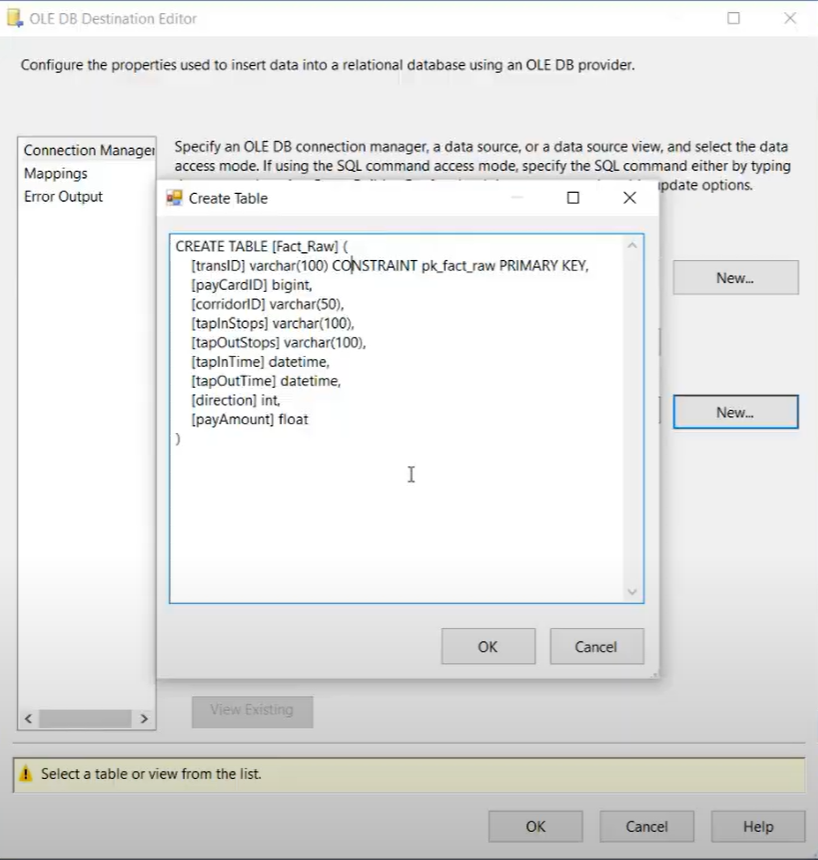 OLE DB Destination Editor
Configure the properties used to insert data into a relational database using an OLE DB provider.
Connection Manager
Mappings
Error Output
Specify an OLE DB connection manager, a data source, or a data source view, and select the data
access mode. If using the SQL command access mode, specify the SQL command either by typing
update options.
Create Table
CREATE TABLE [Fact_Raw] (
[transID] varchar(100) CONSTRAINT pk_fact_raw PRIMARY KEY,
[payCardID] bigint,
[corridorID] varchar(50),
[tapInStops] varchar(100),
[tapOutStops] varchar(100),
[tapInTime] datetime,
[tapOutTime] datetime,
[direction] int,
[payAmount] float
)
New...
New...
OK
Cancel
View Existing
Select a table or view from the list.
OK
Cancel
Help